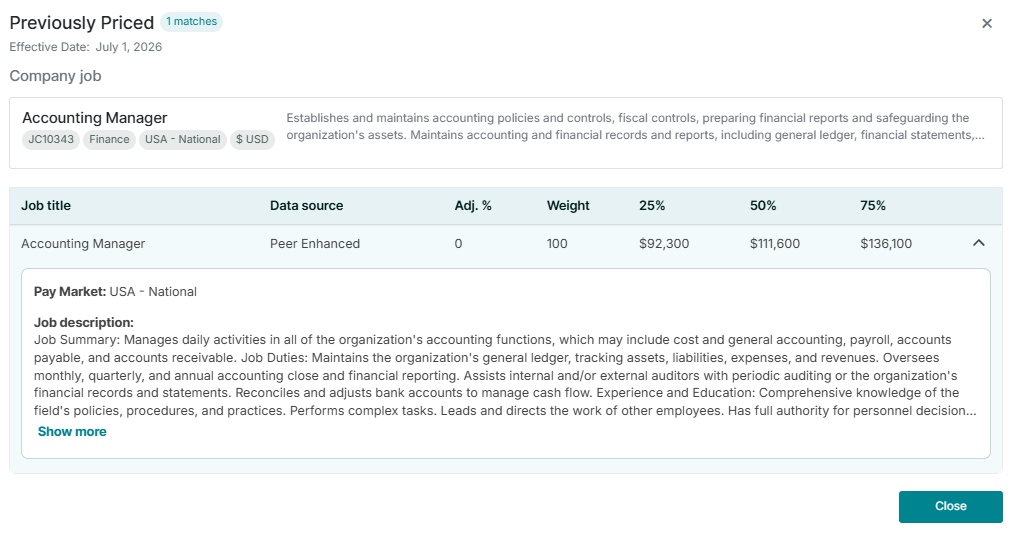 Previously Priced 1 matches
Effective Date: July 1, 2026
Company job
Accounting Manager
JC10343 Finance USA - National $ USD
Establishes and maintains accounting policies and controls, fiscal controls, preparing financial reports and safeguarding the
organization's assets. Maintains accounting and financial records and reports, including general ledger, financial statements,...
Job title Data source Adj. % Weight 25% 50% 75%
Accounting Manager Peer Enhanced 0 100 $92,300 $111,600 $136,100
Pay Market: USA - National
Job description:
Job Summary: Manages daily activities in all of the organization's accounting functions, which may include cost and general accounting, payroll, accounts
payable, and accounts receivable. Job Duties: Maintains the organization's general ledger, tracking assets, liabilities, expenses, and revenues. Oversees
monthly, quarterly, and annual accounting close and financial reporting. Assists internal and/or external auditors with periodic auditing or the organization's
financial records and statements. Reconciles and adjusts bank accounts to manage cash flow. Experience and Education: Comprehensive knowledge of the
field's policies, procedures, and practices. Performs complex tasks. Leads and directs the work of other employees. Has full authority for personnel decision...
Show more
Close